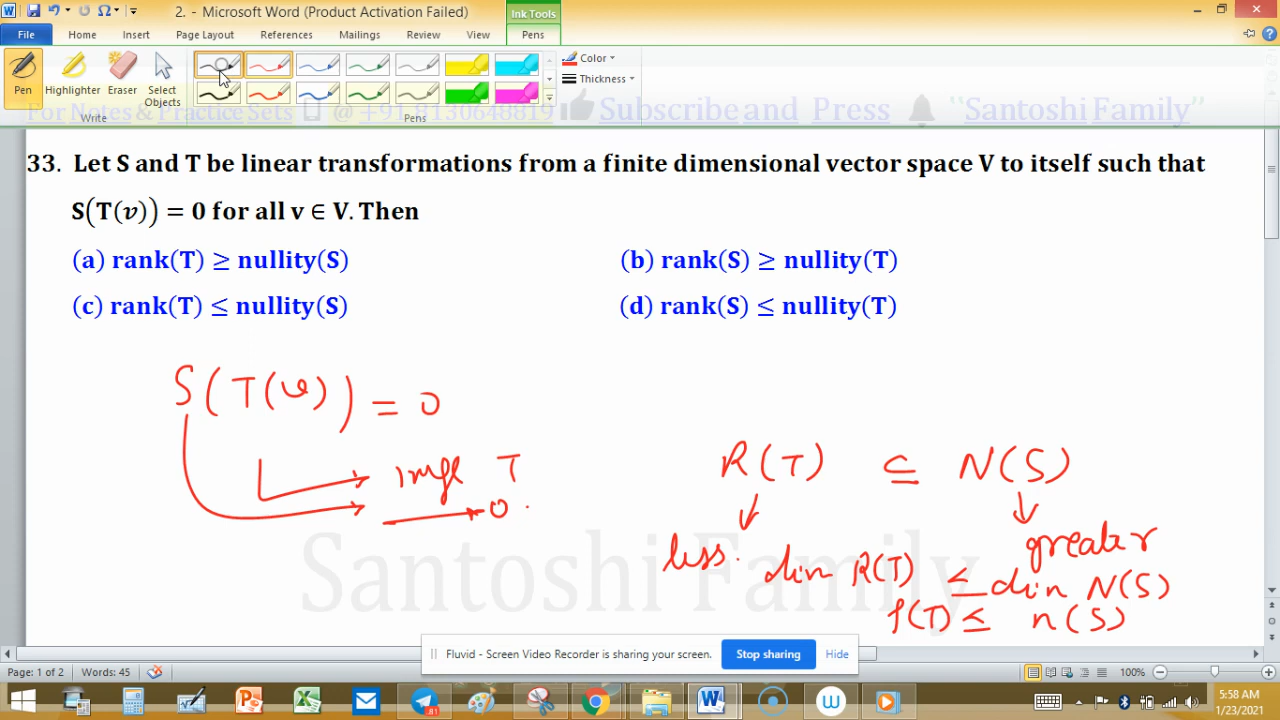 2. - Microsoft Word (Product Activation Failed)
Ink Tools
File Home Insert Page Layout References Mailings Review View Pens
Pen Highlighter Eraser Select Objects
Color
Thickness
Write Pens
For Notes & Practice Sets @ +91-8130648819 Subscribe and Press ``Santoshi Family”
33. Let S and T be linear transformations from a finite dimensional vector space V to itself such that
S(T(v)) = 0 for all v ∈ V. Then
(a) rank(T) ≥ nullity(S) (b) rank(S) ≥ nullity(T)
(c) rank(T) ≤ nullity(S) (d) rank(S) ≤ nullity(T)
S(T(v)) = 0
R(T) ⊆ N(S)
T
0
less. greater
dim R(T) ≤ dim N(S)
ρ(T) ≤ n(S)
Santoshi Family
Fluvid - Screen Video Recorder is sharing your screen. Stop sharing Hide
Page: 1 of 2 Words: 45 100%
81
5:58 AM
1/23/2021